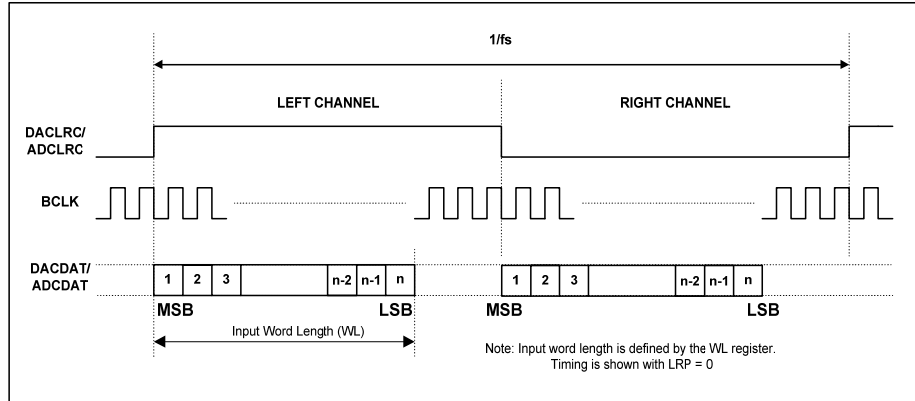 1/fs
LEFT CHANNEL RIGHT CHANNEL
DACLRC/
ADCLRC
BCLK
DACDAT/
ADCDAT
1 2 3 n-2 n-1 n 1 2 3 n-2 n-1 n
MSB LSB MSB LSB
Input Word Length (WL)
Note: Input word length is defined by the WL register.
Timing is shown with LRP = 0